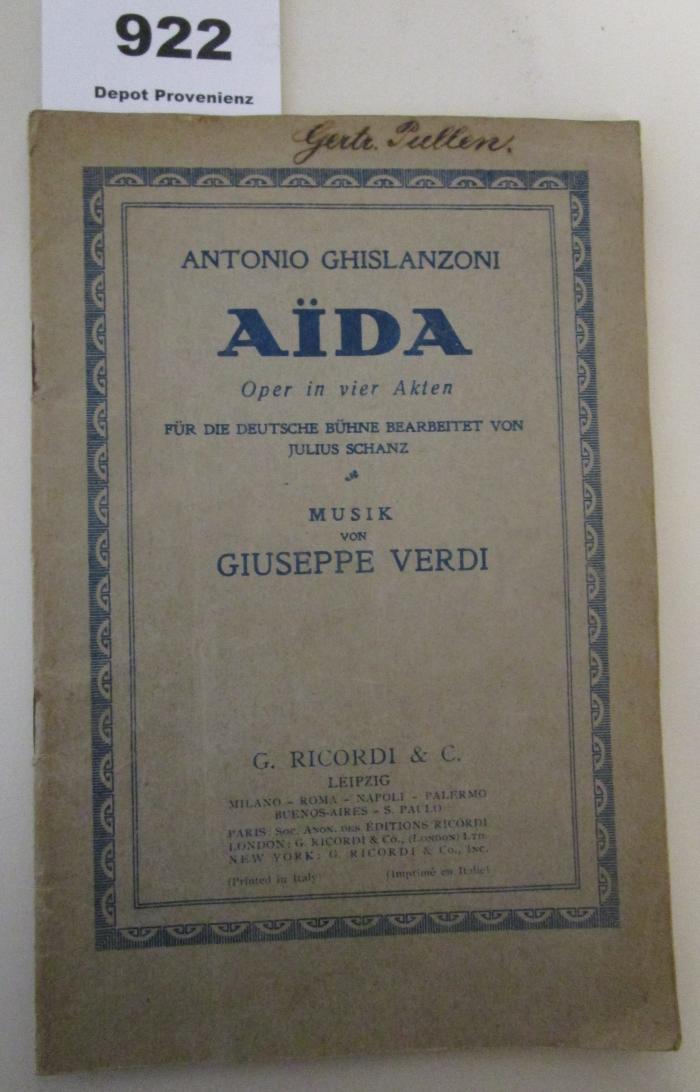 922
Depot Provenienz
Gertr. Pullen.
ANTONIO GHISLANZONI
AÏDA
Oper in vier Akten
FÜR DIE DEUTSCHE BÜHNE BEARBEITET VON
JULIUS SCHANZ
MUSIK
VON
GIUSEPPE VERDI
G. RICORDI & C.
LEIPZIG
MILANO - ROMA - NAPOLI - PALERMO
BUENOS-AIRES - S. PAULO
PARIS: SOC. ANON. DES ÉDITIONS RICORDI
LONDON: G. RICORDI & CO., (LONDON) LTD.
NEW YORK: G. RICORDI & CO., INC.
(Printed in Italy) (Imprimé en Italie)